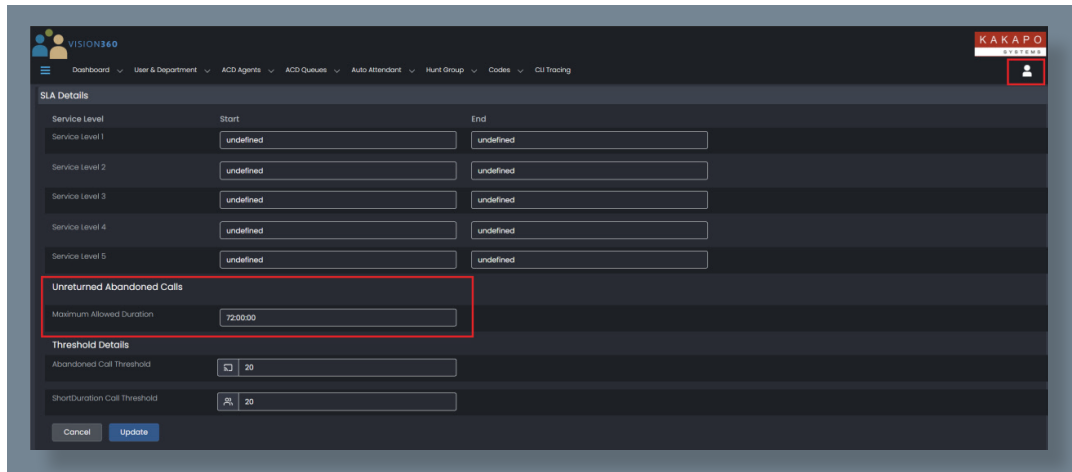 VISION360
KAKAPO
SYSTEMS
Dashboard User & Department ACD Agents ACD Queues Auto Attendant Hunt Group Codes CLI Tracing
SLA Details
Service Level Start End
Service Level 1 undefined undefined
Service Level 2 undefined undefined
Service Level 3 undefined undefined
Service Level 4 undefined undefined
Service Level 5 undefined undefined
Unreturned Abandoned Calls
Maximum Allowed Duration 72:00:00
Threshold Details
Abandoned Call Threshold 20
ShortDuration Call Threshold 20
Cancel Update